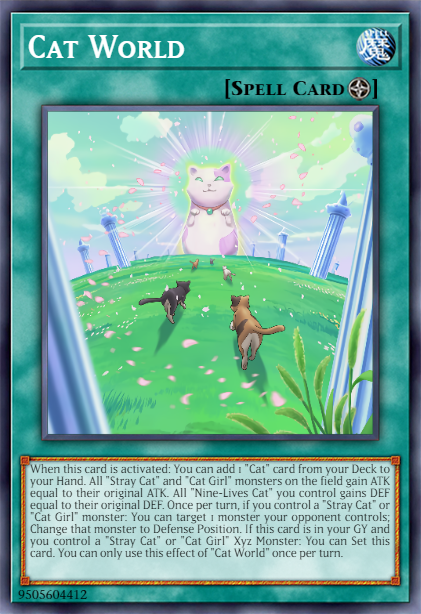 Cat World
魔
[Spell Card]
When this card is activated: You can add 1 "Cat" card from your Deck to
your Hand. All "Stray Cat" and "Cat Girl" monsters on the field gain ATK
equal to their original ATK. All "Nine-Lives Cat" you control gains DEF
equal to their original DEF. Once per turn, if you control a "Stray Cat" or
"Cat Girl" monster: You can target 1 monster your opponent controls;
Change that monster to Defense Position. If this card is in your GY and
you control a "Stray Cat" or "Cat Girl" Xyz Monster: You can Set this
card. You can only use this effect of "Cat World" once per turn.
9505604412